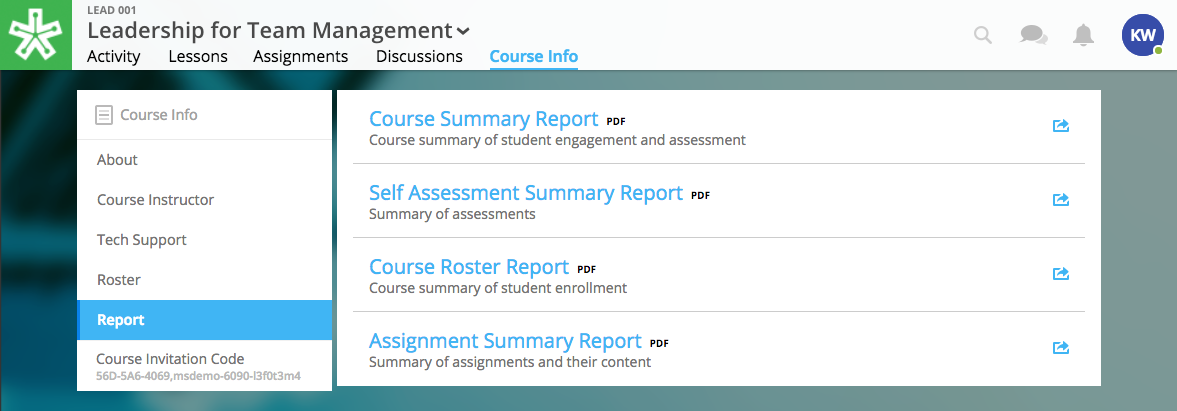 LEAD 001
Leadership for Team Management
Activity Lessons Assignments Discussions Course Info
KW
Course Info
About
Course Instructor
Tech Support
Roster
Report
Course Invitation Code
56D-5A6-4069,msdemo-6090-l3f0t3m4
Course Summary Report PDF
Course summary of student engagement and assessment
Self Assessment Summary Report PDF
Summary of assessments
Course Roster Report PDF
Course summary of student enrollment
Assignment Summary Report PDF
Summary of assignments and their content